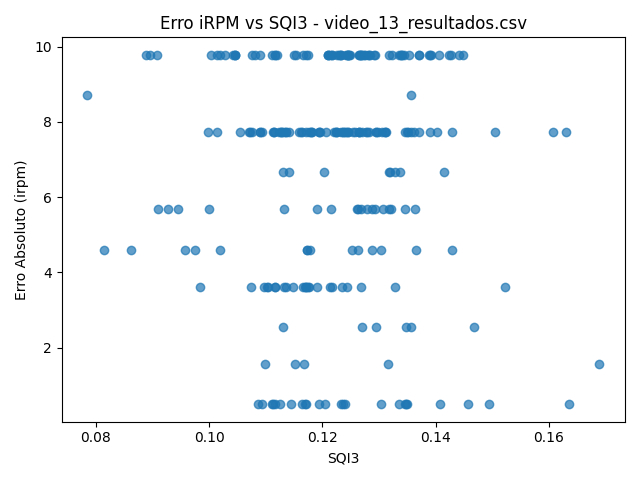 Erro iRPM vs SQI3 - video_13_resultados.csv
Erro Absoluto (irpm)
10
8
6
4
2
0.08 0.10 0.12 0.14 0.16
SQI3